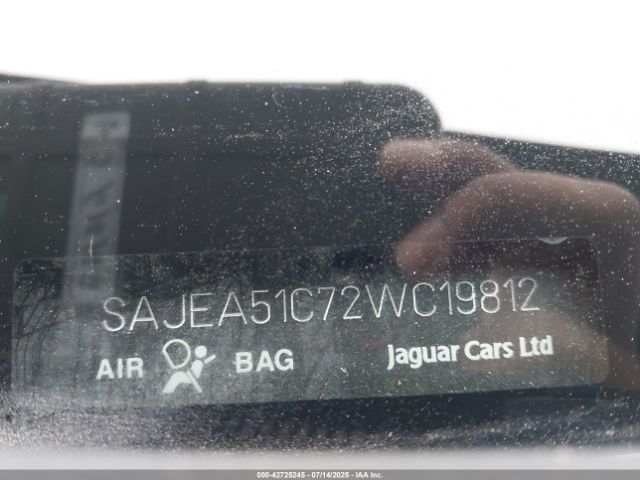 SAJEA51C72WC19812
AIR BAG Jaguar Cars Ltd
000-42725245 - 07/14/2025 - IAA Inc.